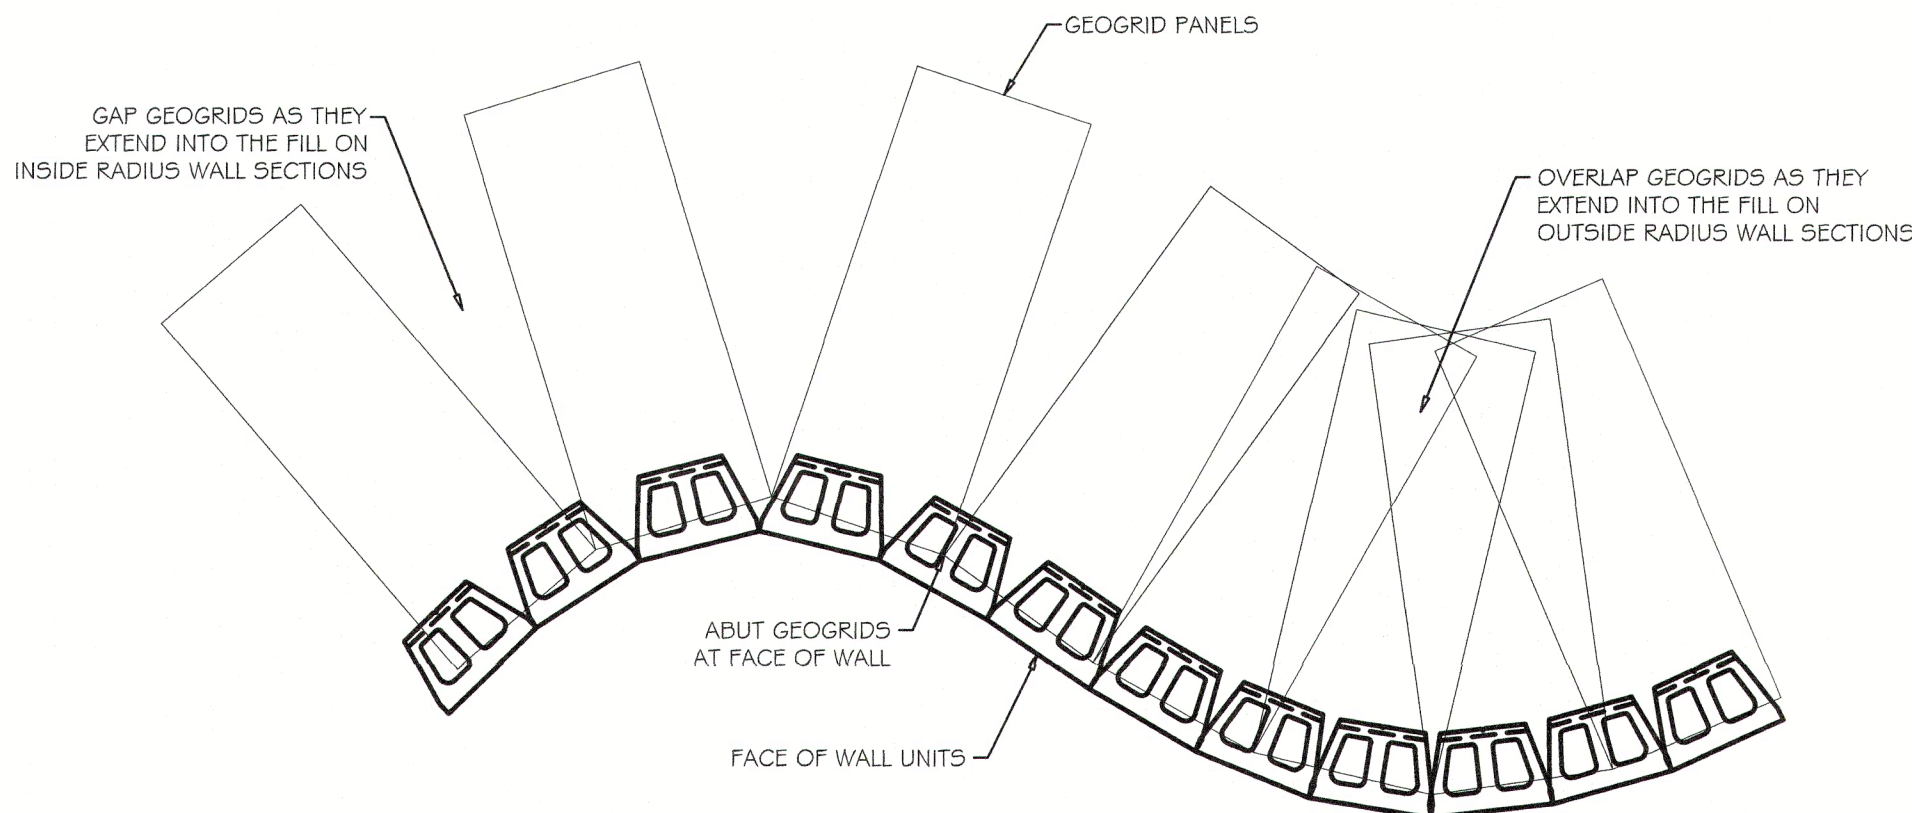 GEOGRID PANELS
GAP GEOGRIDS AS THEY
EXTEND INTO THE FILL ON
INSIDE RADIUS WALL SECTIONS
OVERLAP GEOGRIDS AS THEY
EXTEND INTO THE FILL ON
OUTSIDE RADIUS WALL SECTIONS
ABUT GEOGRIDS
AT FACE OF WALL
FACE OF WALL UNITS